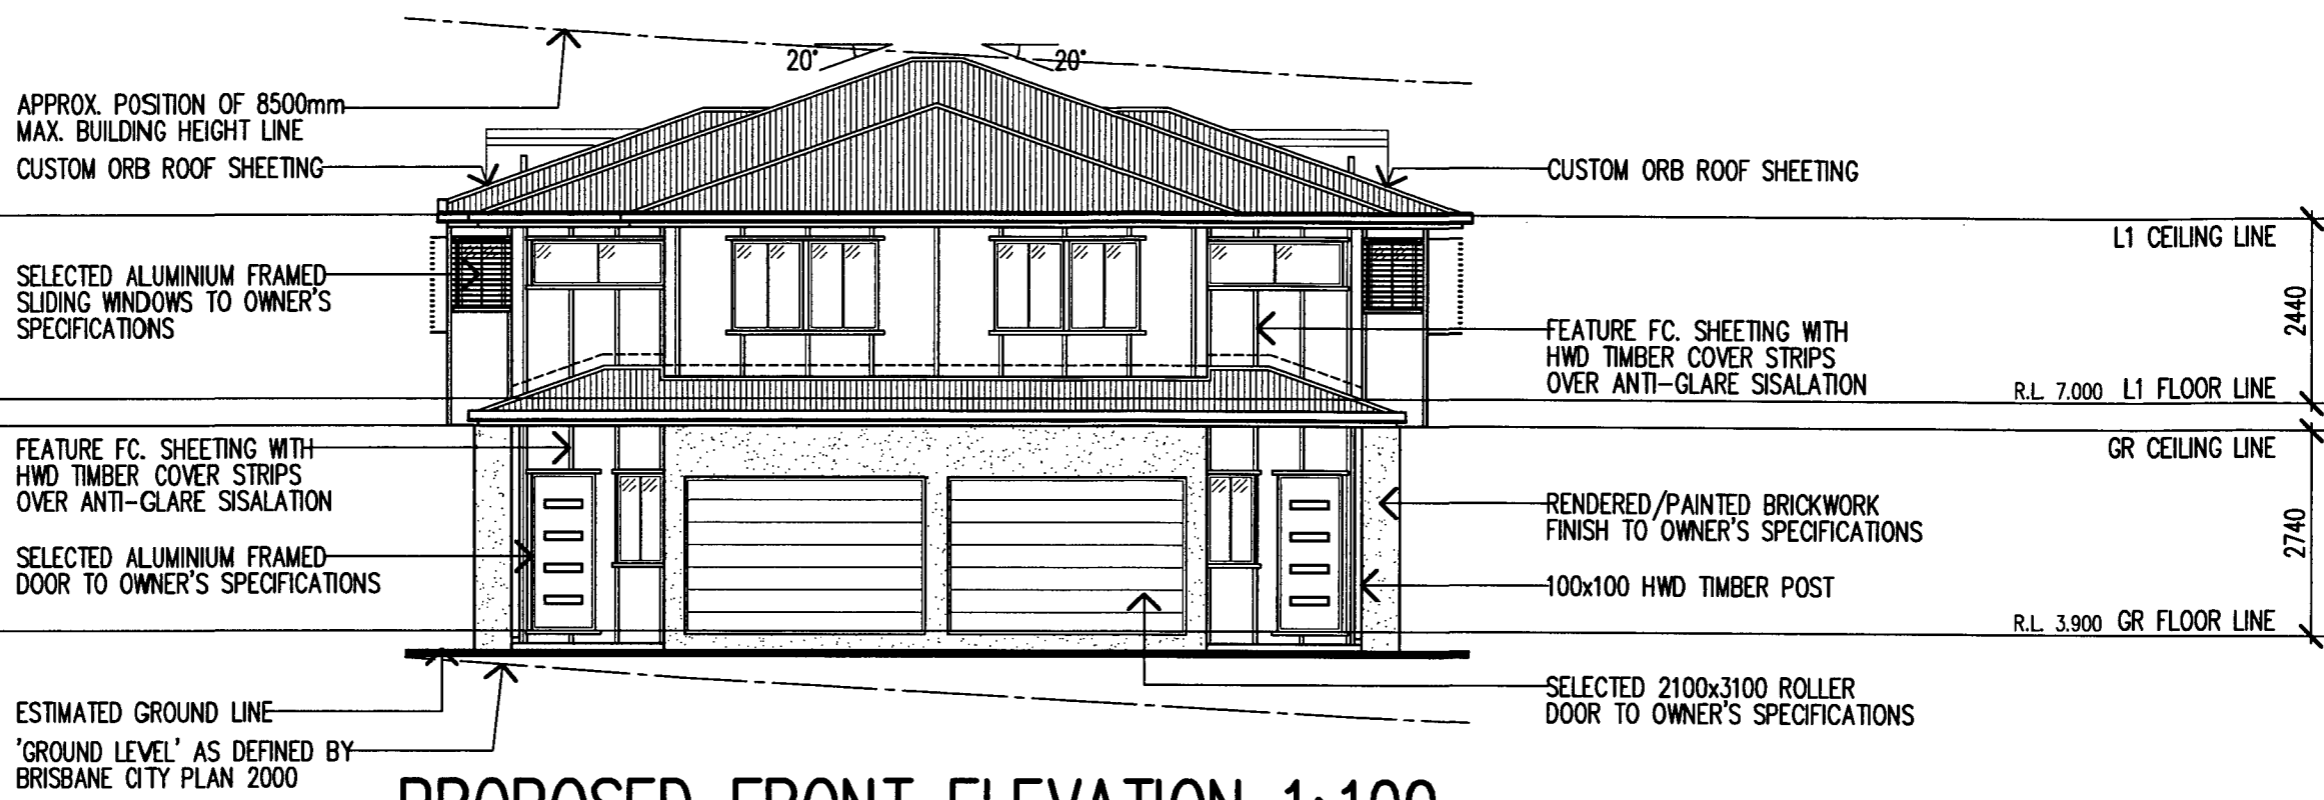 20°
20°
APPROX. POSITION OF 8500mm
MAX. BUILDING HEIGHT LINE
CUSTOM ORB ROOF SHEETING
CUSTOM ORB ROOF SHEETING
L1 CEILING LINE
SELECTED ALUMINIUM FRAMED
SLIDING WINDOWS TO OWNER'S
SPECIFICATIONS
2440
FEATURE FC. SHEETING WITH
HWD TIMBER COVER STRIPS
OVER ANTI-GLARE SISALATION
R.L. 7.000 L1 FLOOR LINE
FEATURE FC. SHEETING WITH
HWD TIMBER COVER STRIPS
OVER ANTI-GLARE SISALATION
GR CEILING LINE
RENDERED/PAINTED BRICKWORK
FINISH TO OWNER'S SPECIFICATIONS
2740
SELECTED ALUMINIUM FRAMED
DOOR TO OWNER'S SPECIFICATIONS
100x100 HWD TIMBER POST
R.L. 3.900 GR FLOOR LINE
SELECTED 2100x3100 ROLLER
DOOR TO OWNER'S SPECIFICATIONS
ESTIMATED GROUND LINE
'GROUND LEVEL' AS DEFINED BY
BRISBANE CITY PLAN 2000
PROPOSED FRONT ELEVATION 1:100